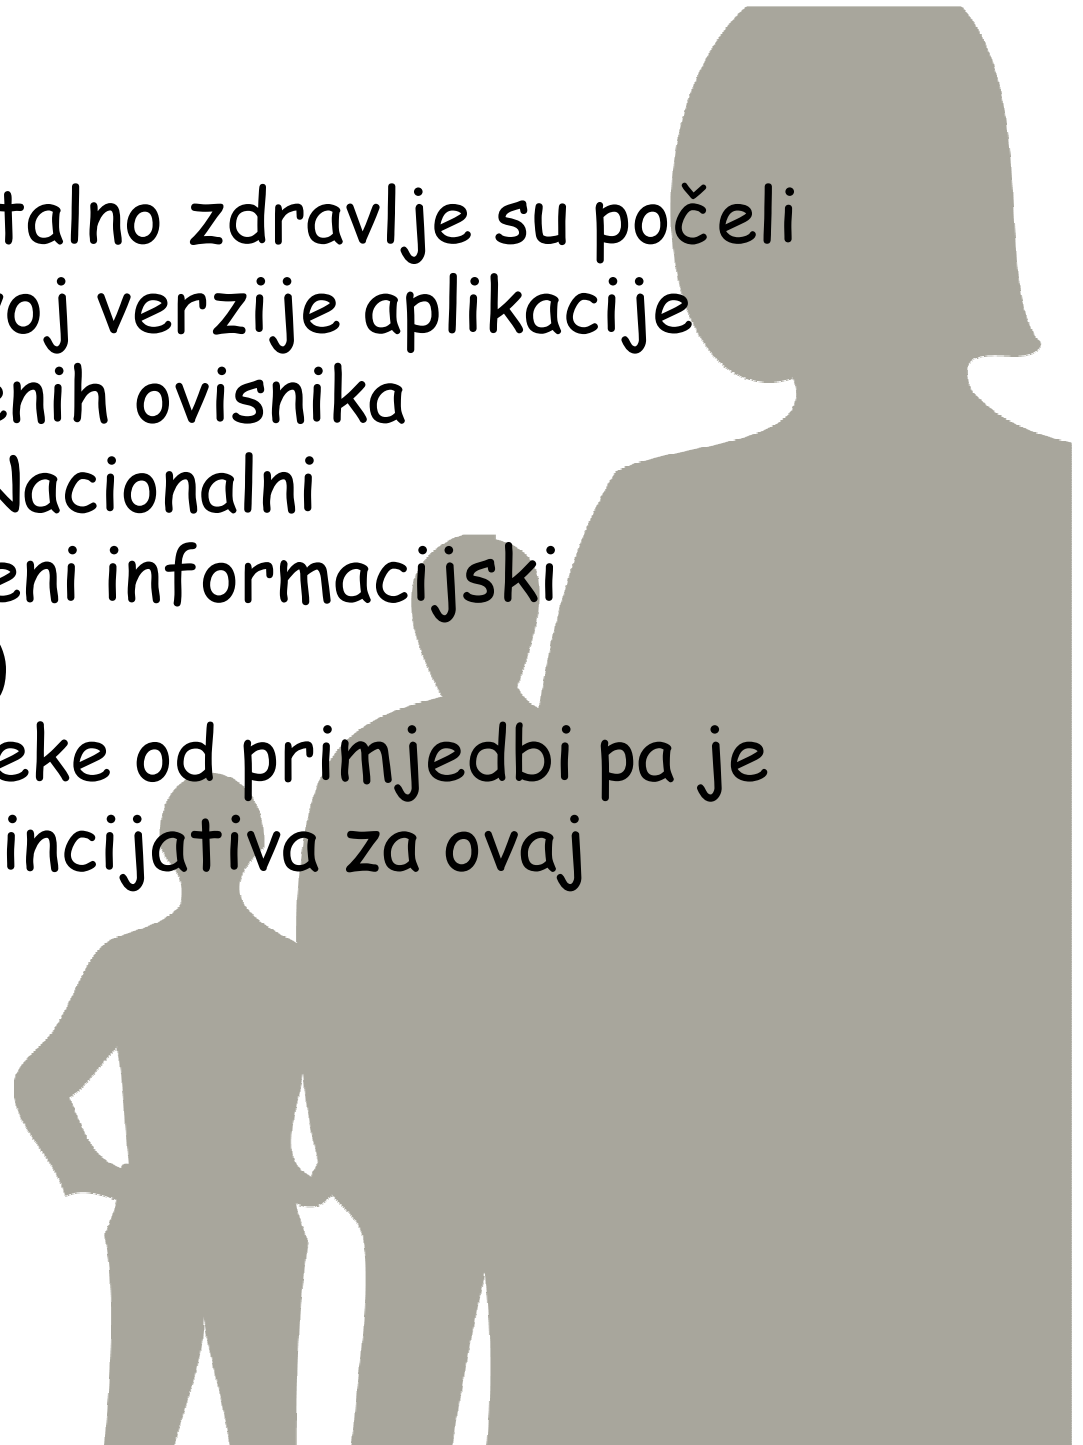 talno zdravlje su počeli
voj verzije aplikacije
enih ovisnika
Nacionalni
eni informacijski
)
eke od primjedbi pa je
incijativa za ovaj